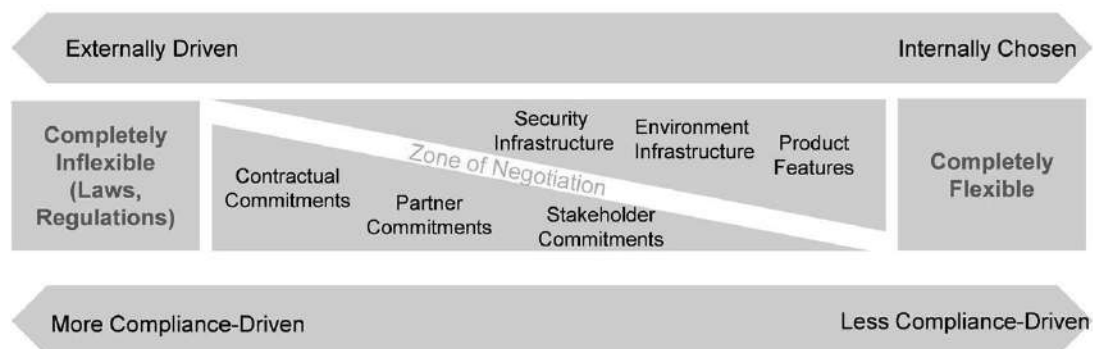 Externally Driven
Internally Chosen
Completely
Inflexible
(Laws,
Regulations)
Contractual
Commitments
Partner
Commitments
Zone of Negotiation
Security
Infrastructure
Environment
Infrastructure
Product
Features
Stakeholder
Commitments
Completely
Flexible
More Compliance-Driven
Less Compliance-Driven